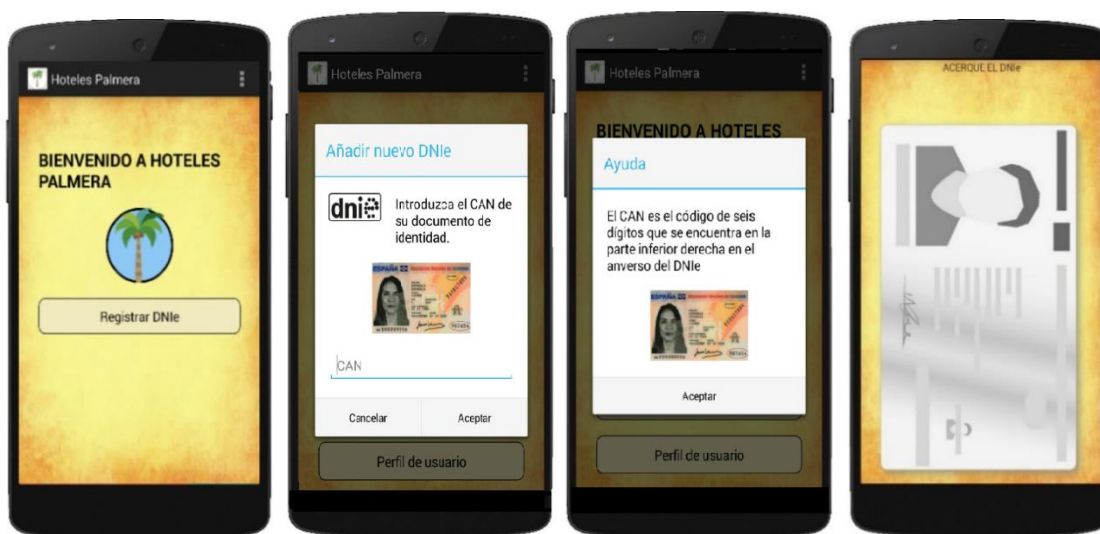 Hoteles Palmera
BIENVENIDO A HOTELES
PALMERA
Registrar DNIe
Hoteles Palmera
Añadir nuevo DNIe
dnie
Introduzca el CAN de
su documento de
identidad.
ESPAÑA
CAN
Cancelar
Aceptar
Perfil de usuario
Hoteles Palmera
BIENVENIDO A HOTELES
Ayuda
El CAN es el código de seis
dígitos que se encuentra en la
parte inferior derecha en el
anverso del DNIe
ESPAÑA
Aceptar
Perfil de usuario
ACERQUE EL DNIe